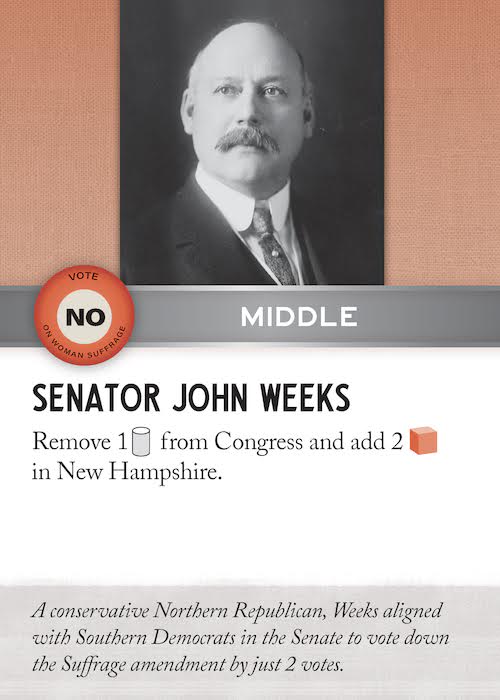 VOTE
NO
ON WOMAN SUFFRAGE
MIDDLE
SENATOR JOHN WEEKS
Remove 1 from Congress and add 2
in New Hampshire.
A conservative Northern Republican, Weeks aligned
with Southern Democrats in the Senate to vote down
the Suffrage amendment by just 2 votes.